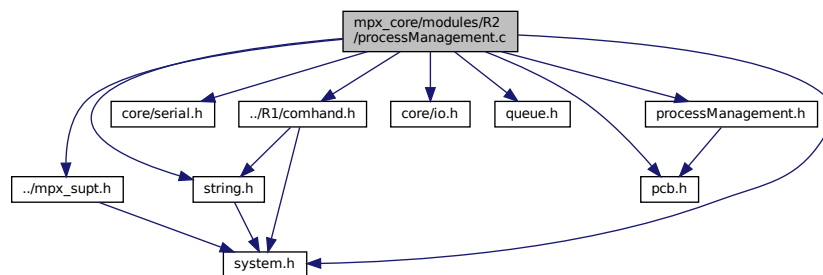 mpx_core/modules/R2
/processManagement.c
core/serial.h
../R1/comhand.h
core/io.h
queue.h
processManagement.h
../mpx_supt.h
string.h
pcb.h
system.h